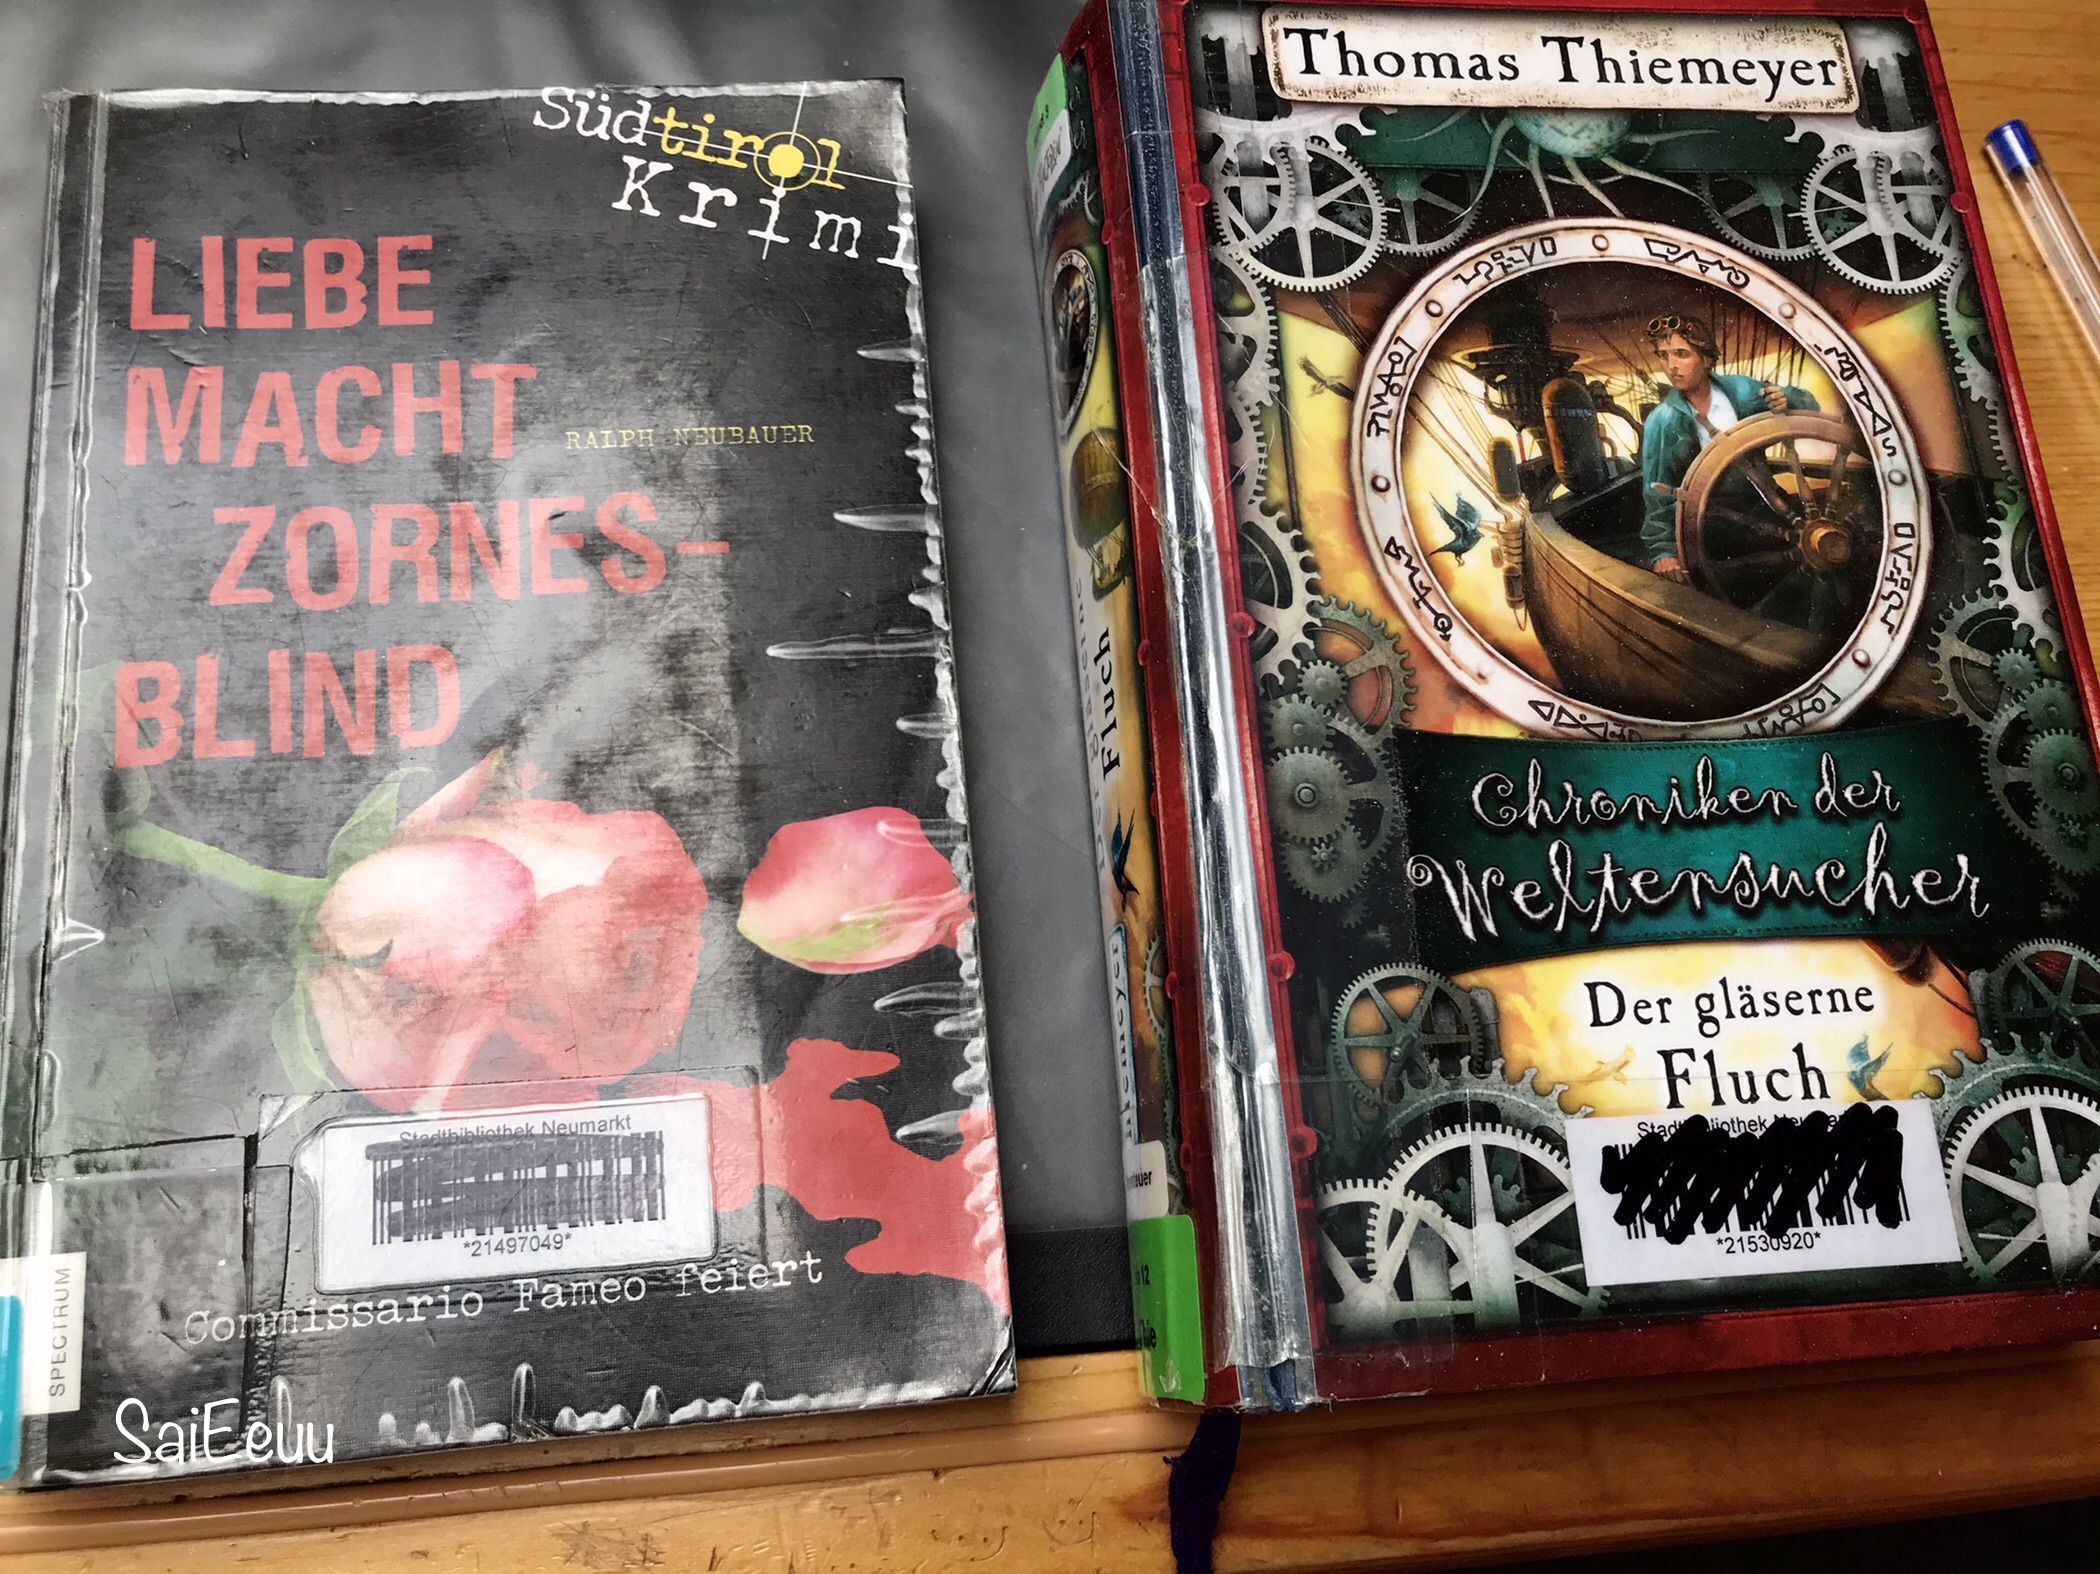 Südtirol
Krimi
LIEBE
MACHT
RALPH NEUBAUER
ZORNES-
BLIND
Stadtbibliothek Neumarkt
*21497049*
Commissario Fameo feiert
SPECTRUM
SaiEeuu
Thomas Thiemeyer
Chroniken der
Weltensucher
Der gläserne
Fluch
*21530920*
Fluch
12